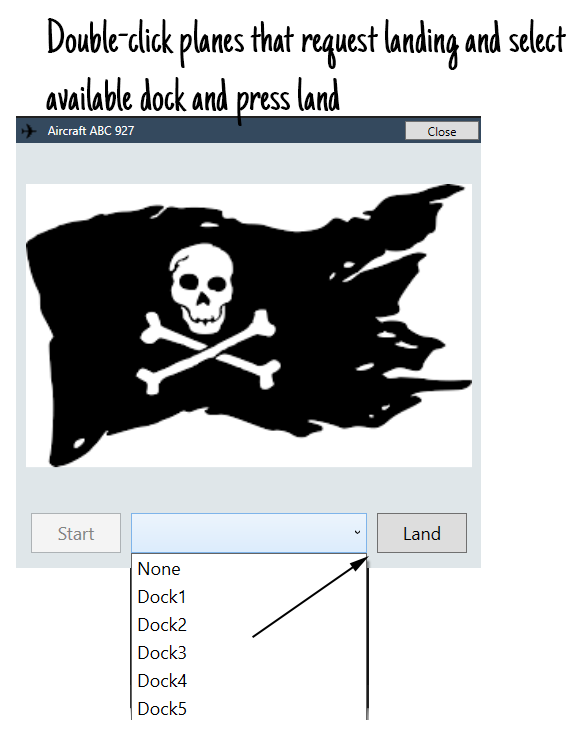 Double-click planes that request landing and select
available dock and press land
Aircraft ABC 927
Close
Start
Land
None
Dock1
Dock2
Dock3
Dock4
Dock5